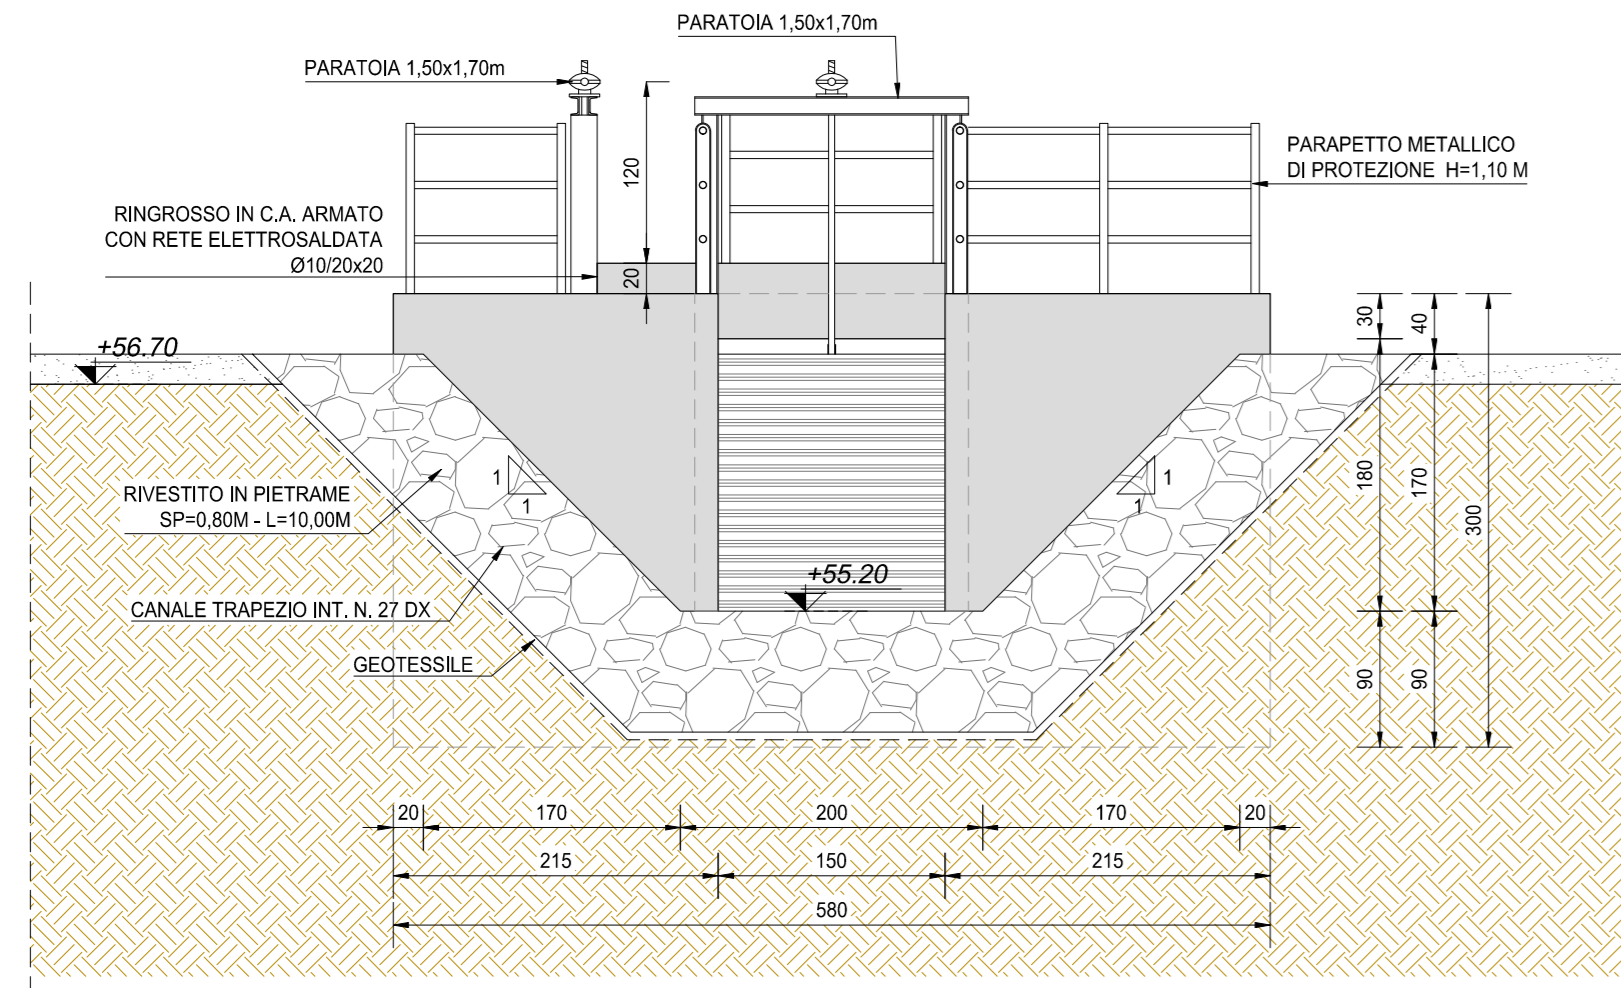 PARATOIA 1,50x1,70m
PARATOIA 1,50x1,70m
PARAPETTO METALLICO
DI PROTEZIONE H=1,10 M
120
RINGROSSO IN C.A. ARMATO
CON RETE ELETTROSALDATA
Ø10/20x20
20
30
40
+56.70
180
170
300
1
1
1
1
RIVESTITO IN PIETRAME
SP=0,80M - L=10,00M
+55.20
CANALE TRAPEZIO INT. N. 27 DX
GEOTESSILE
90
90
20
170
200
170
20
215
150
215
580